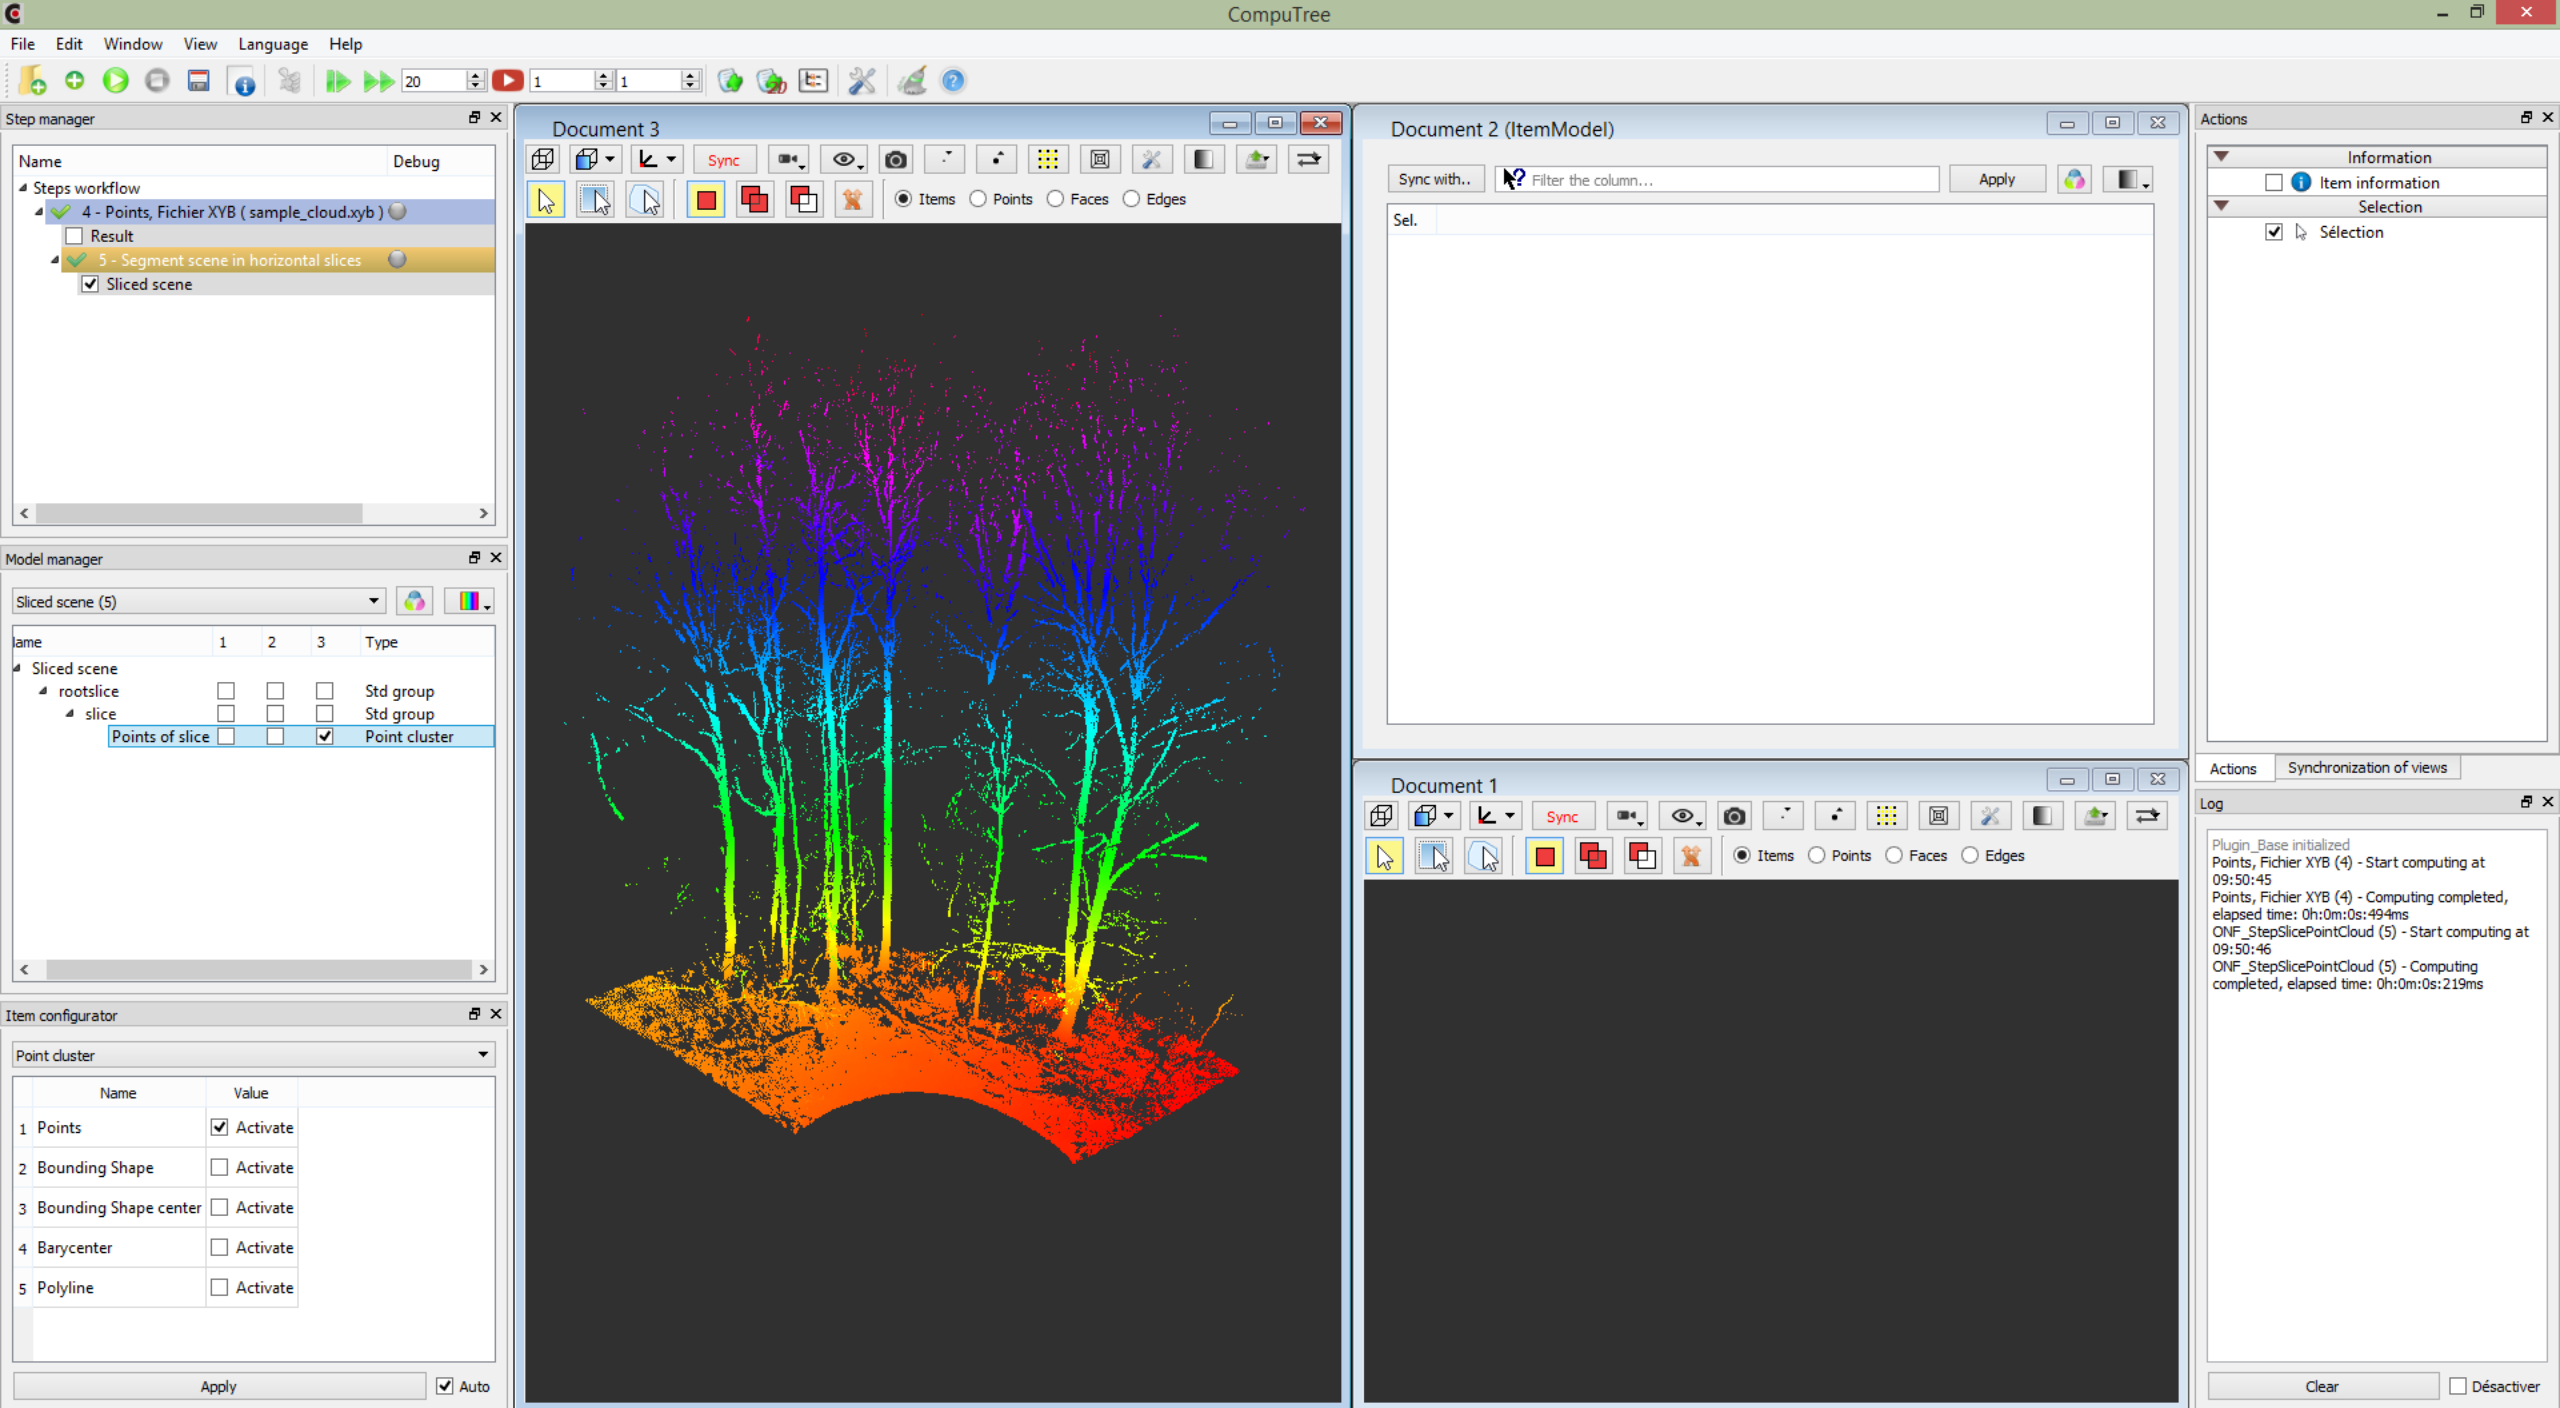 CompuTree
File Edit Window View Language Help
20 1 1
Step manager
Name Debug
Steps workflow
4 - Points, Fichier XYB ( sample_cloud.xyb )
Result
5 - Segment scene in horizontal slices
Sliced scene
Model manager
Sliced scene (5)
lame 1 2 3 Type
Sliced scene
rootslice Std group
slice Std group
Points of slice Point cluster
Item configurator
Point cluster
Name Value
1 Points Activate
2 Bounding Shape Activate
3 Bounding Shape center Activate
4 Barycenter Activate
5 Polyline Activate
Apply Auto
Document 3
Sync
Items Points Faces Edges
Document 2 (ItemModel)
Sync with.. Filter the column... Apply
Sel.
Document 1
Sync
Items Points Faces Edges
Actions
Information
Item information
Selection
Sélection
Actions Synchronization of views
Log
Plugin_Base initialized
Points, Fichier XYB (4) - Start computing at
09:50:45
Points, Fichier XYB (4) - Computing completed,
elapsed time: 0h:0m:0s:494ms
ONF_StepSlicePointCloud (5) - Start computing at
09:50:46
ONF_StepSlicePointCloud (5) - Computing
completed, elapsed time: 0h:0m:0s:219ms
Clear Désactiver